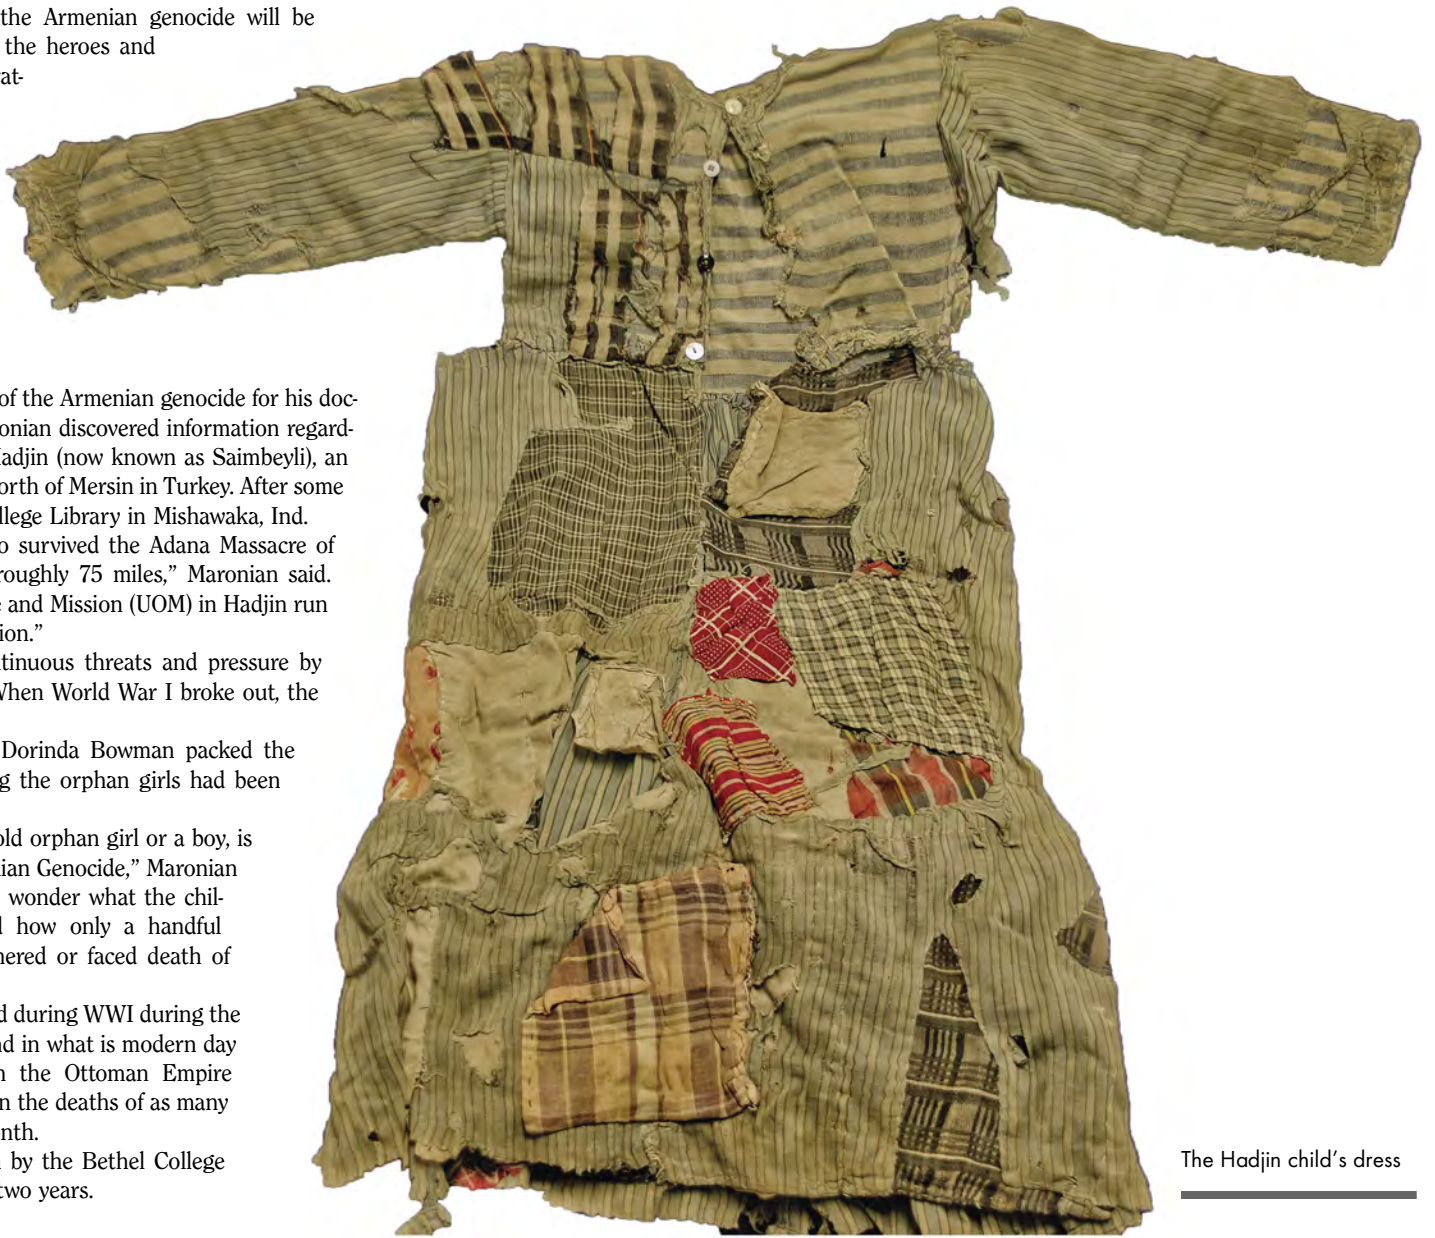 the Armenian genocide will be
the heroes and
rat-
of the Armenian genocide for his doc-
onian discovered information regard-
Hadjin (now known as Saimbeyli), an
orth of Mersin in Turkey. After some
llege Library in Mishawaka, Ind.
o survived the Adana Massacre of
roughly 75 miles,” Maronian said.
e and Mission (UOM) in Hadjin run
ion.”
tinuous threats and pressure by
When World War I broke out, the
Dorinda Bowman packed the
g the orphan girls had been
old orphan girl or a boy, is
ian Genocide,” Maronian
wonder what the chil-
d how only a handful
hered or faced death of
d during WWI during the
nd in what is modern day
n the Ottoman Empire
n the deaths of as many
nth.
n by the Bethel College
two years.
The Hadjin child’s dress